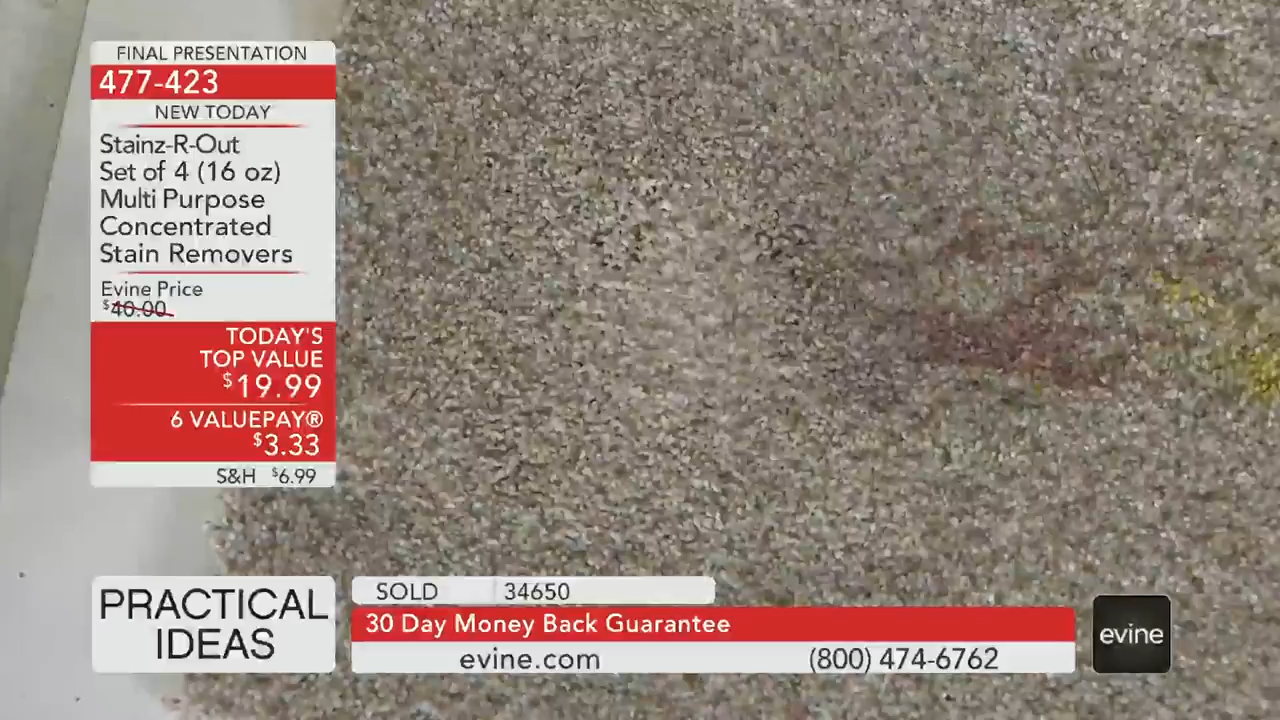 FINAL PRESENTATION
477-423
NEW TODAY
Stainz-R-Out
Set of 4 (16 oz)
Multi Purpose
Concentrated
Stain Removers
Evine Price
$40.00
TODAY'S
TOP VALUE
$19.99
6 VALUEPAY®
$3.33
S&H $6.99
PRACTICAL
IDEAS
SOLD 34650
30 Day Money Back Guarantee
evine.com (800) 474-6762
evine